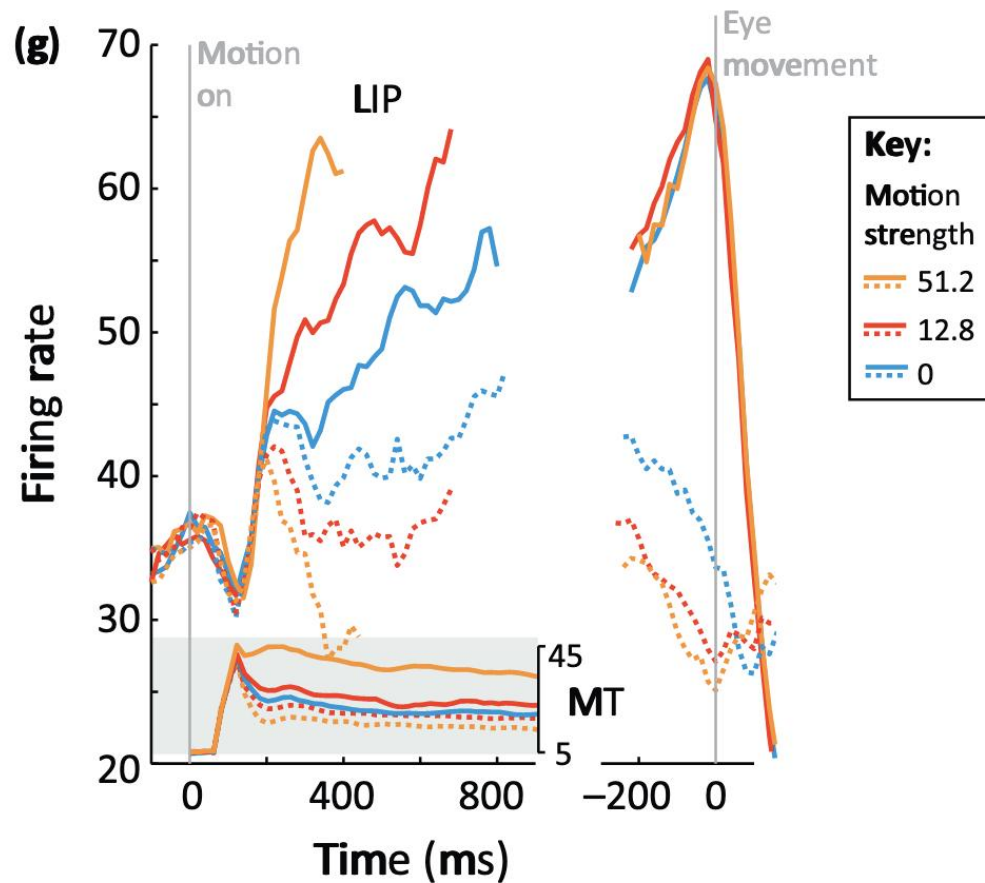 (g)
70
60
50
40
30
20
Firing rate
Motion
on
LIP
Eye
movement
Key:
Motion
strength
51.2
12.8
0
45
MT
5
0
400
800
–200
0
Time (ms)